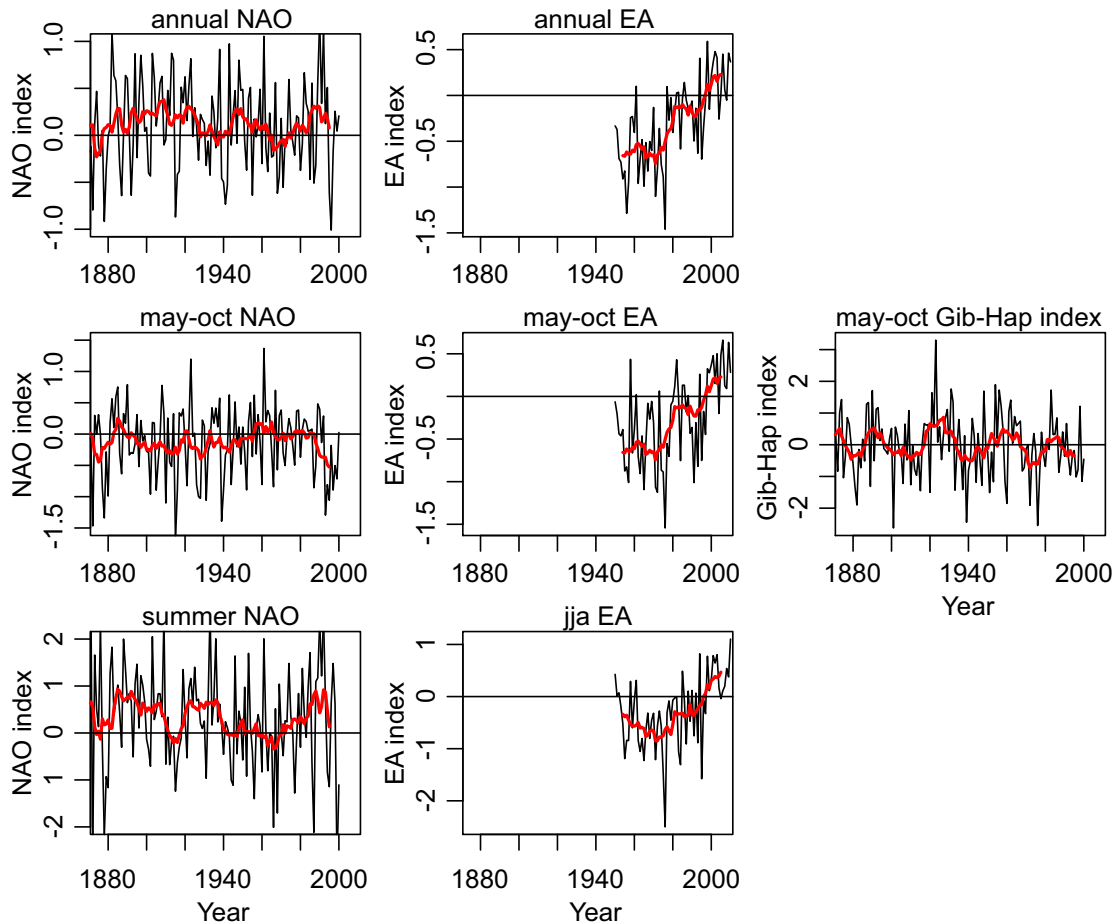 annual NAO
NAO index
1.0
0.0
-1.0
1880 1940 2000
annual EA
EA index
0.5
-0.5
-1.5
1880 1940 2000
may-oct NAO
NAO index
1.0
0.0
-1.5
1880 1940 2000
may-oct EA
EA index
0.5
-0.5
-1.5
1880 1940 2000
may-oct Gib-Hap index
Gib-Hap index
2
0
-2
1880 1940 2000
Year
summer NAO
NAO index
2
1
0
1
-2
1880 1940 2000
Year
jja EA
EA index
1
0
-1
-2
1880 1940 2000
Year